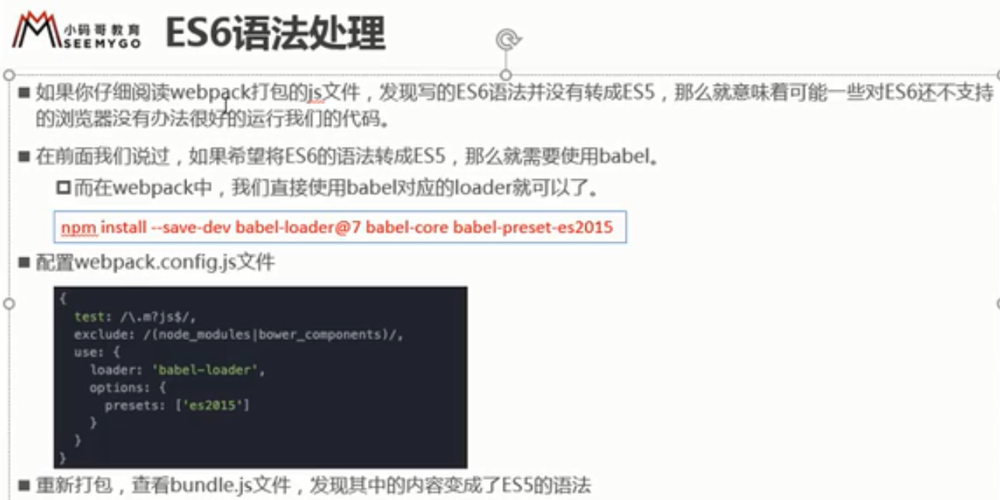 小码哥教育
SEEMYGO
ES6语法处理
如果你仔细阅读webpack打包的js文件，发现写的ES6语法并没有转成ES5，那么就意味着可能一些对ES6还不支持
的浏览器没有办法很好的运行我们的代码。
在前面我们说过，如果希望将ES6的语法转成ES5，那么就需要使用babel。
而在webpack中，我们直接使用babel对应的loader就可以了。
npm install --save-dev babel-loader@7 babel-core babel-preset-es2015
配置webpack.config.js文件
{
test: /\.m?js$/,
exclude: /(node_modules|bower_components)/,
use: {
loader: 'babel-loader',
options: {
presets: ['es2015']
}
}
}
重新打包，查看bundle.js文件，发现其中的内容变成了ES5的语法